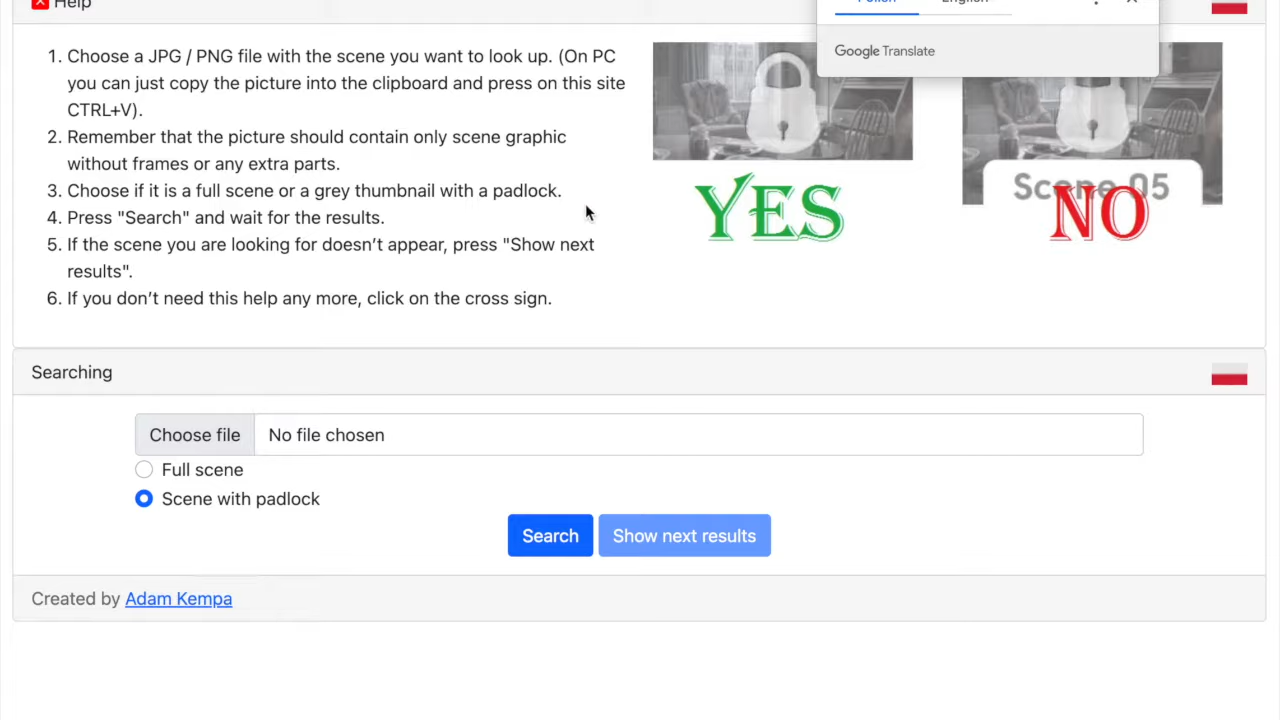 Help
Polish English
Google Translate
1. Choose a JPG / PNG file with the scene you want to look up. (On PC
you can just copy the picture into the clipboard and press on this site
CTRL+V).
2. Remember that the picture should contain only scene graphic
without frames or any extra parts.
3. Choose if it is a full scene or a grey thumbnail with a padlock.
4. Press "Search" and wait for the results.
5. If the scene you are looking for doesn’t appear, press "Show next
results".
6. If you don’t need this help any more, click on the cross sign.
YES
Scene 05
NO
Searching
Choose file No file chosen
Full scene
Scene with padlock
Search Show next results
Created by Adam Kempa